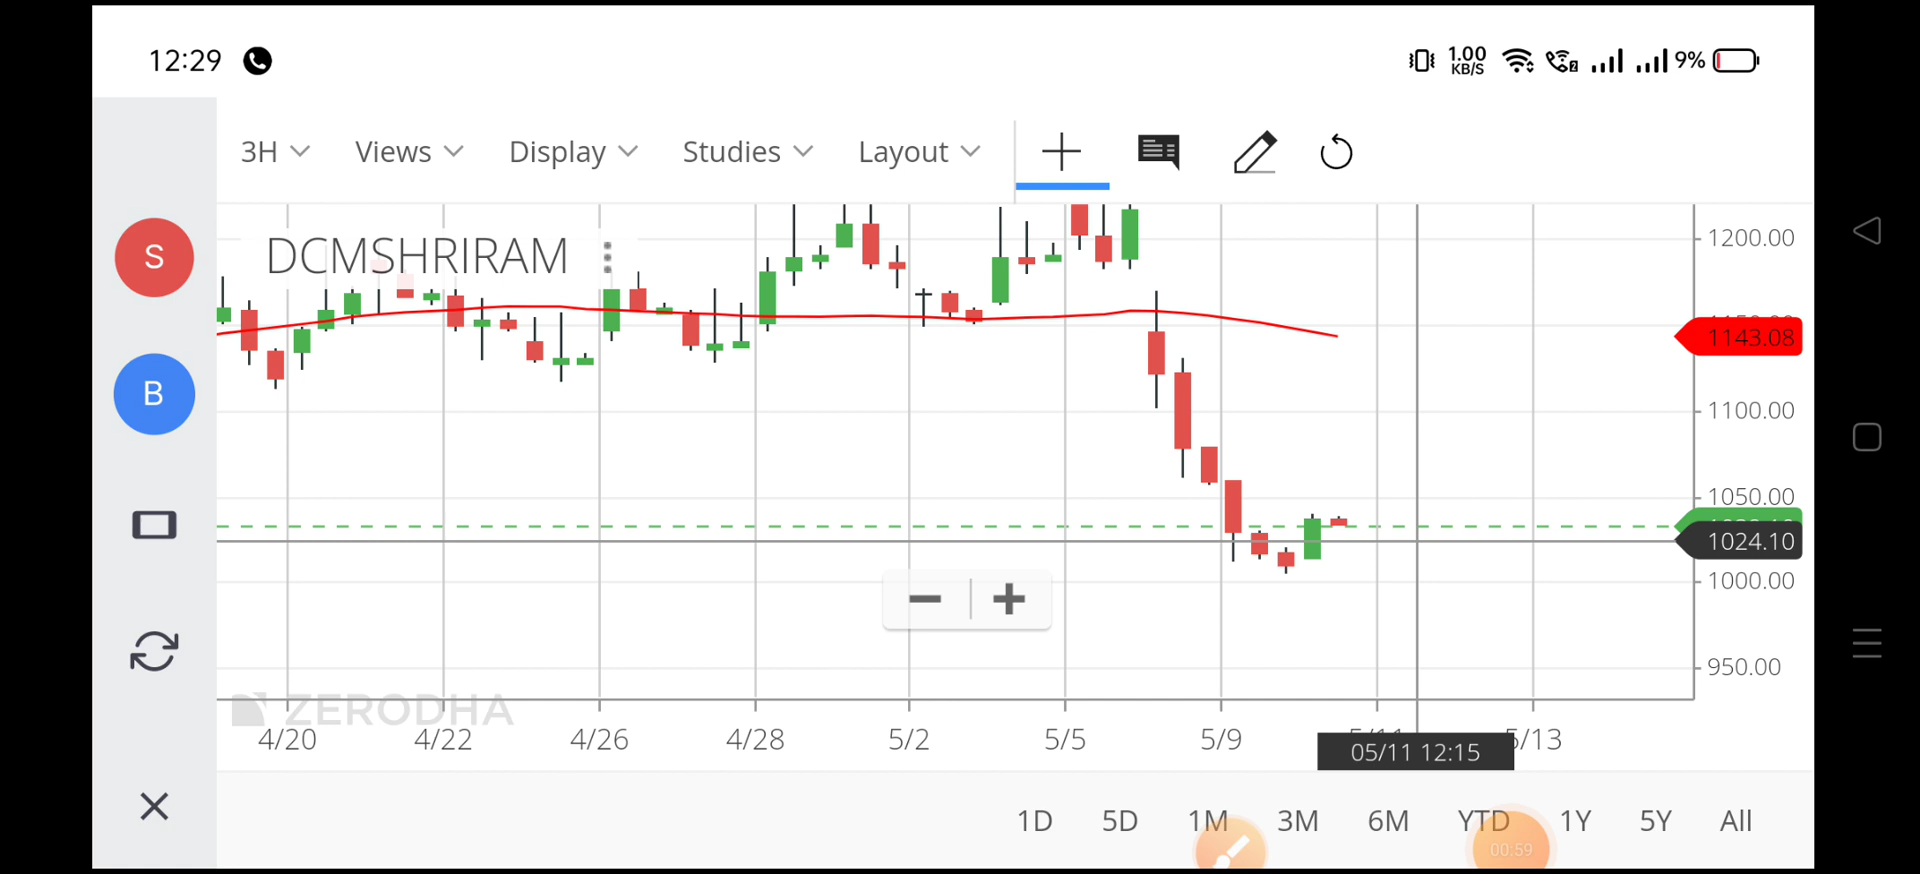 12:29
1.00 KB/S
9%
3H Views Display Studies Layout
DCMSHRIRAM
S
B
1200.00
1143.08
1100.00
1050.00
1024.10
1000.00
950.00
ZERODHA
4/20 4/22 4/26 4/28 5/2 5/5 5/9 5/13
05/11 12:15
1D 5D 1M 3M 6M YTD 1Y 5Y All
00:59